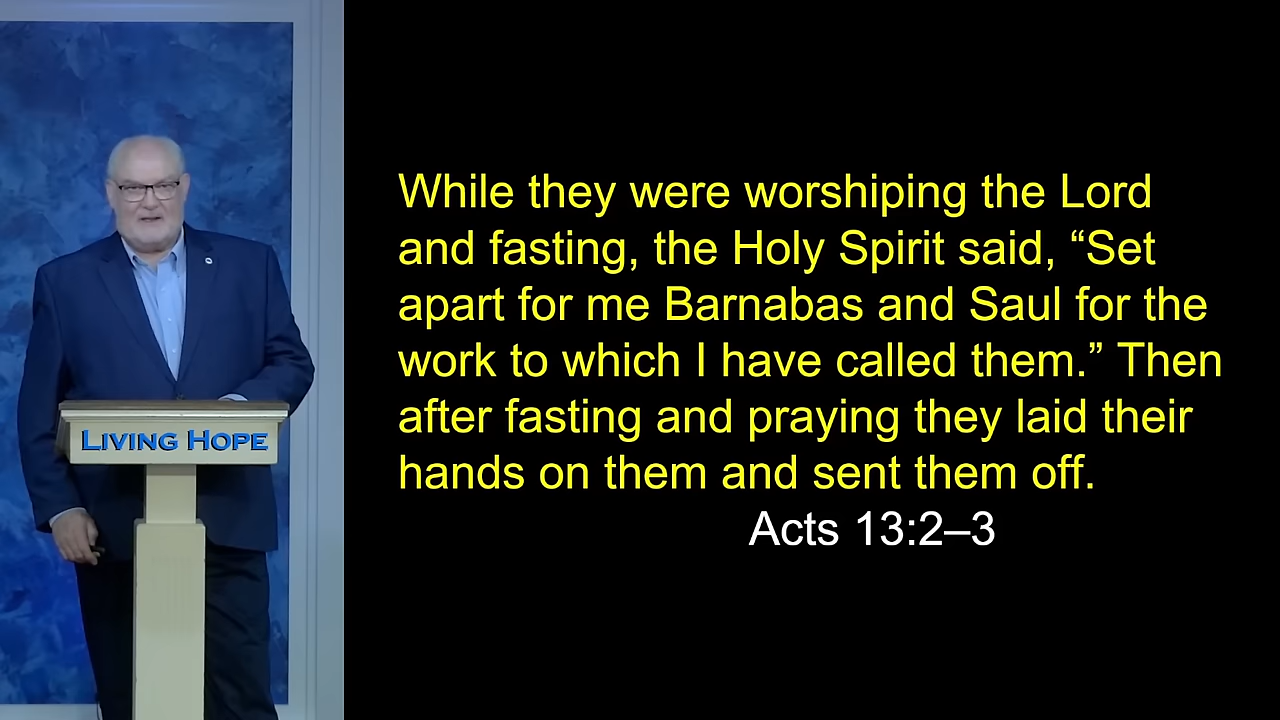 LIVING HOPE
While they were worshiping the Lord
and fasting, the Holy Spirit said, “Set
apart for me Barnabas and Saul for the
work to which I have called them.” Then
after fasting and praying they laid their
hands on them and sent them off.
Acts 13:2–3